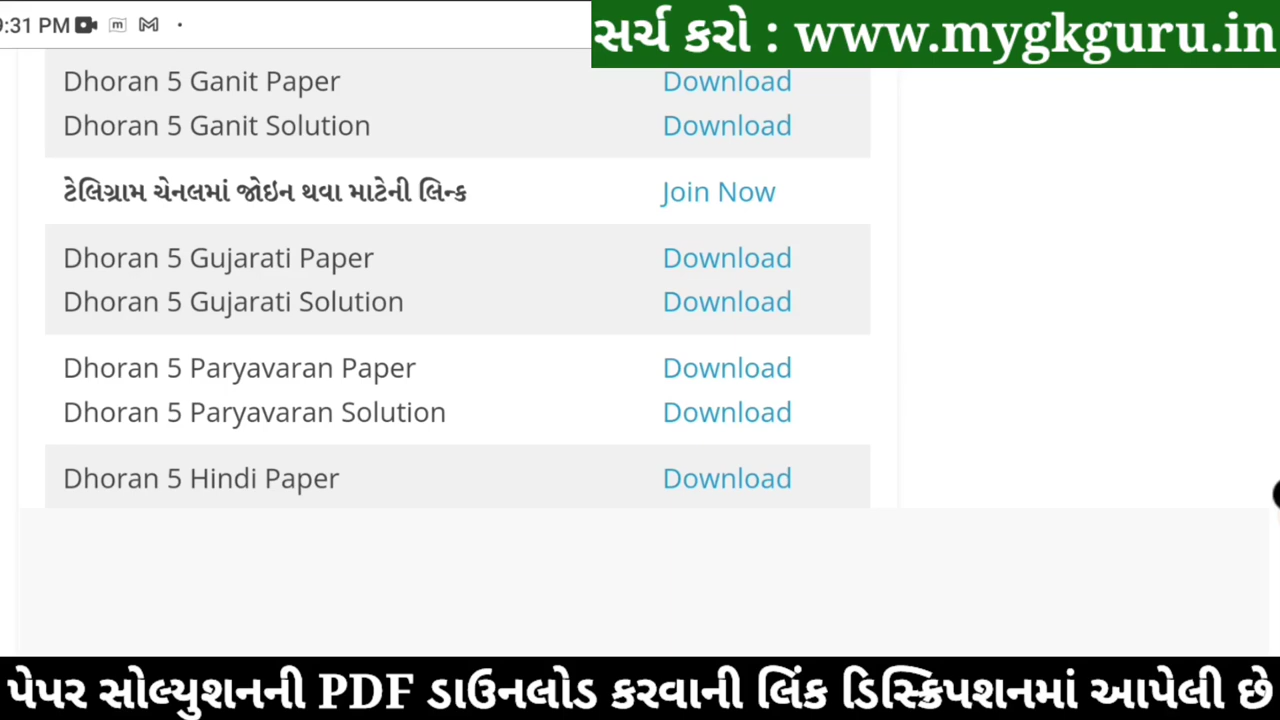 9:31 PM
સર્ચ કરો : www.mygkguru.in
Dhoran 5 Ganit Paper Download
Dhoran 5 Ganit Solution Download
ટેલિગ્રામ ચેનલમાં જોઇન થવા માટેની લિન્ક Join Now
Dhoran 5 Gujarati Paper Download
Dhoran 5 Gujarati Solution Download
Dhoran 5 Paryavaran Paper Download
Dhoran 5 Paryavaran Solution Download
Dhoran 5 Hindi Paper Download
પેપર સોલ્યુશનની PDF ડાઉનલોડ કરવાની લિંક ડિસ્ક્રિપશનમાં આપેલી છે